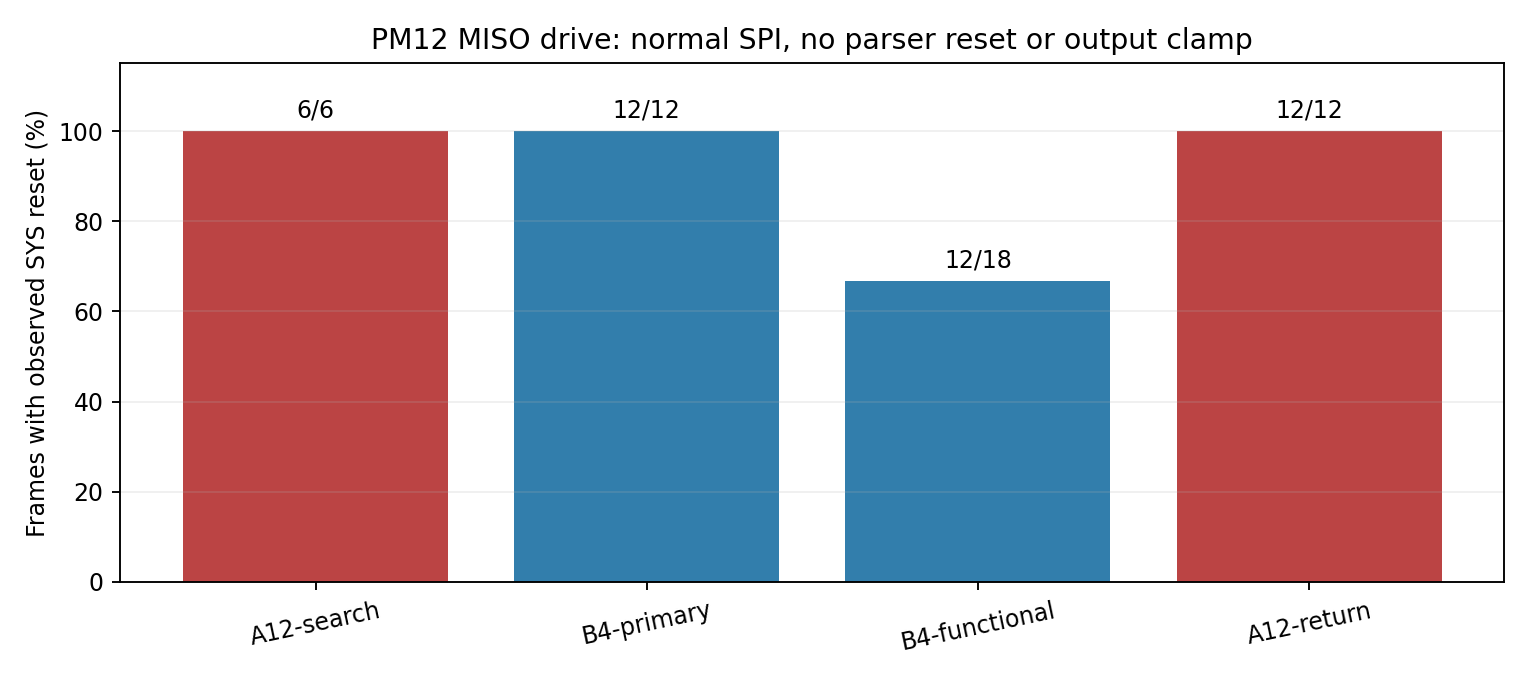 PM12 MISO drive: normal SPI, no parser reset or output clamp
Frames with observed SYS reset (%)
100
80
60
40
20
0
6/6
12/12
12/18
12/12
A12-search
B4-primary
B4-functional
A12-return